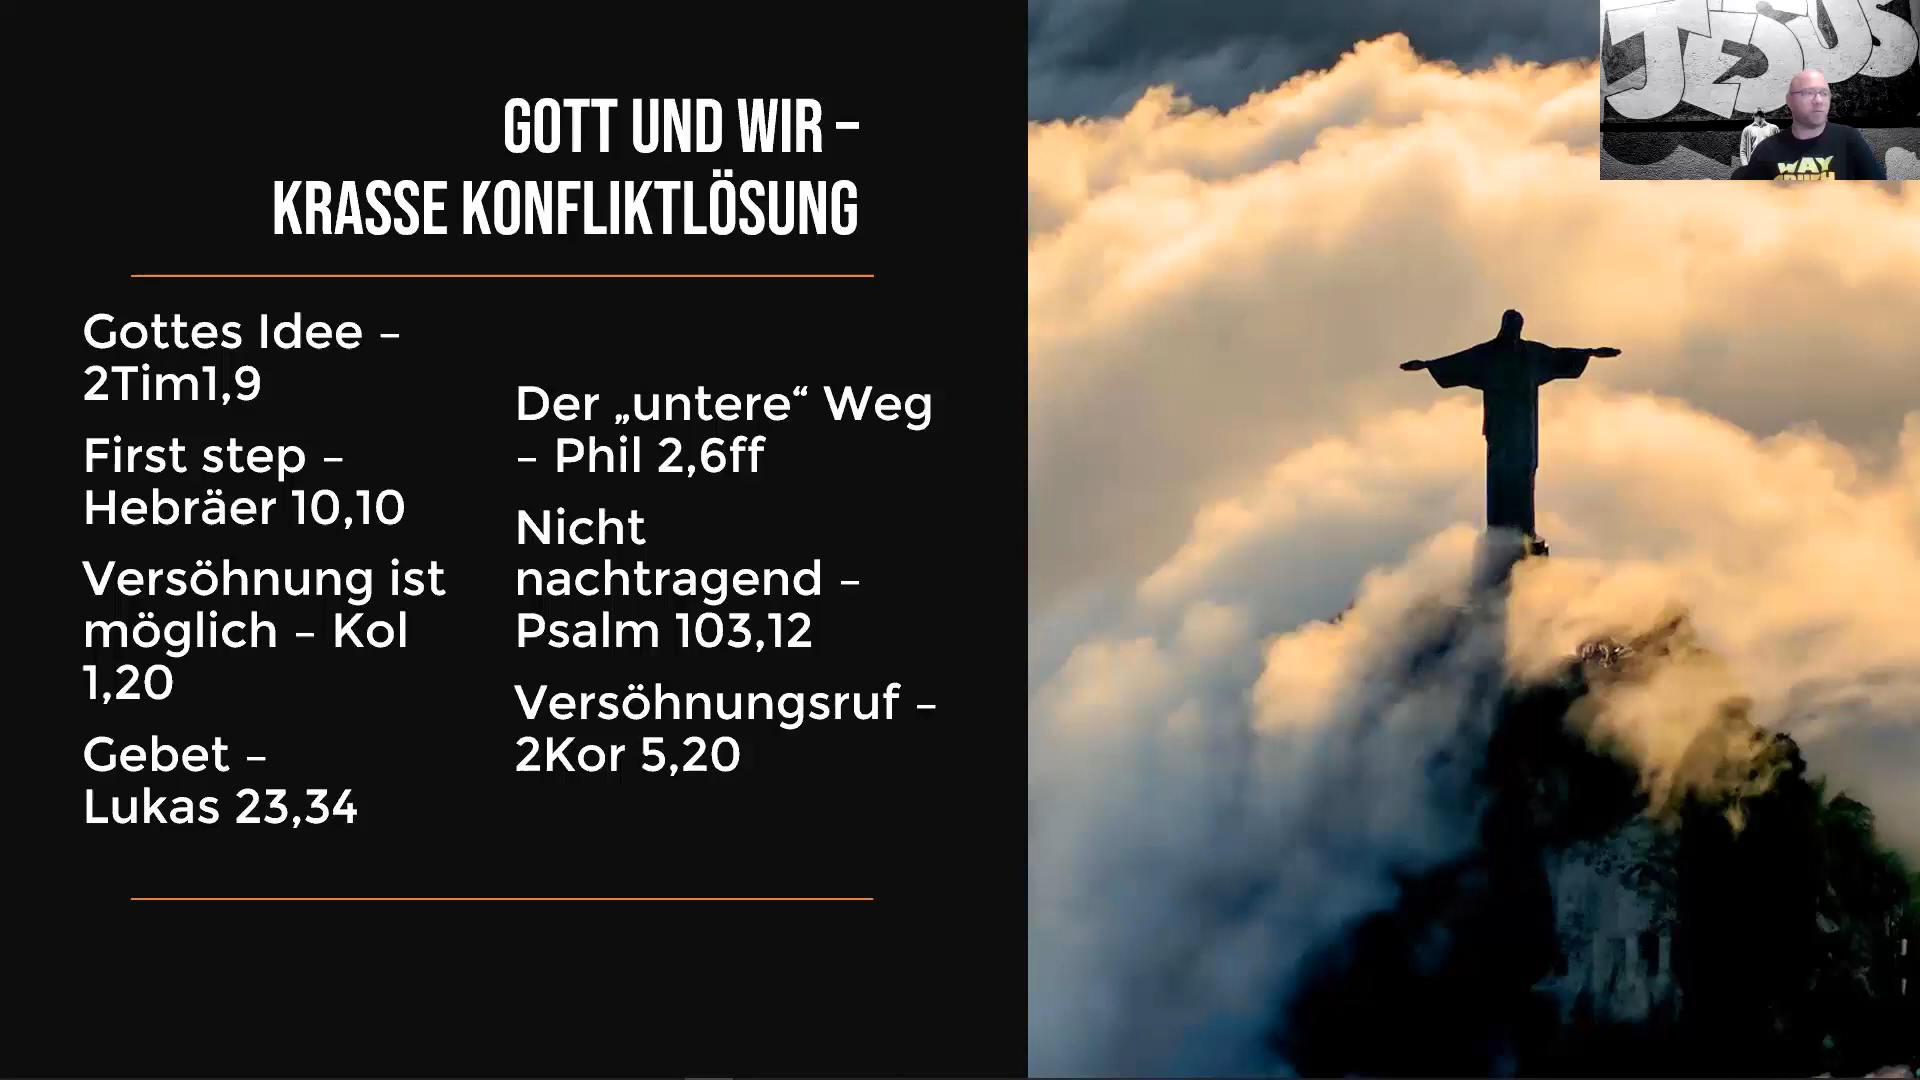 GOTT UND WIR –
KRASSE KONFLIKTLÖSUNG
Gottes Idee –
2Tim1,9
First step –
Hebräer 10,10
Versöhnung ist
möglich – Kol
1,20
Gebet –
Lukas 23,34
Der „untere“ Weg
– Phil 2,6ff
Nicht
nachtragend –
Psalm 103,12
Versöhnungsruf –
2Kor 5,20
JESUS
WAY